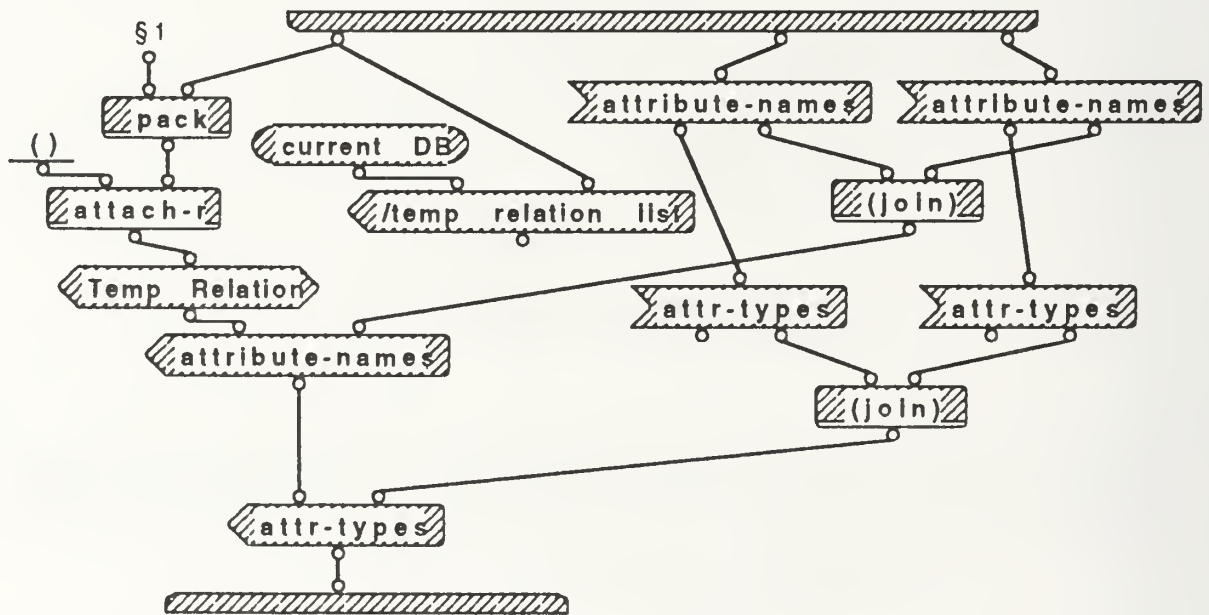 §1
attribute-names
attribute-names
pack
()
current DB
attach-r
/temp relation list
(join)
Temp Relation
attr-types
attr-types
attribute-names
(join)
attr-types